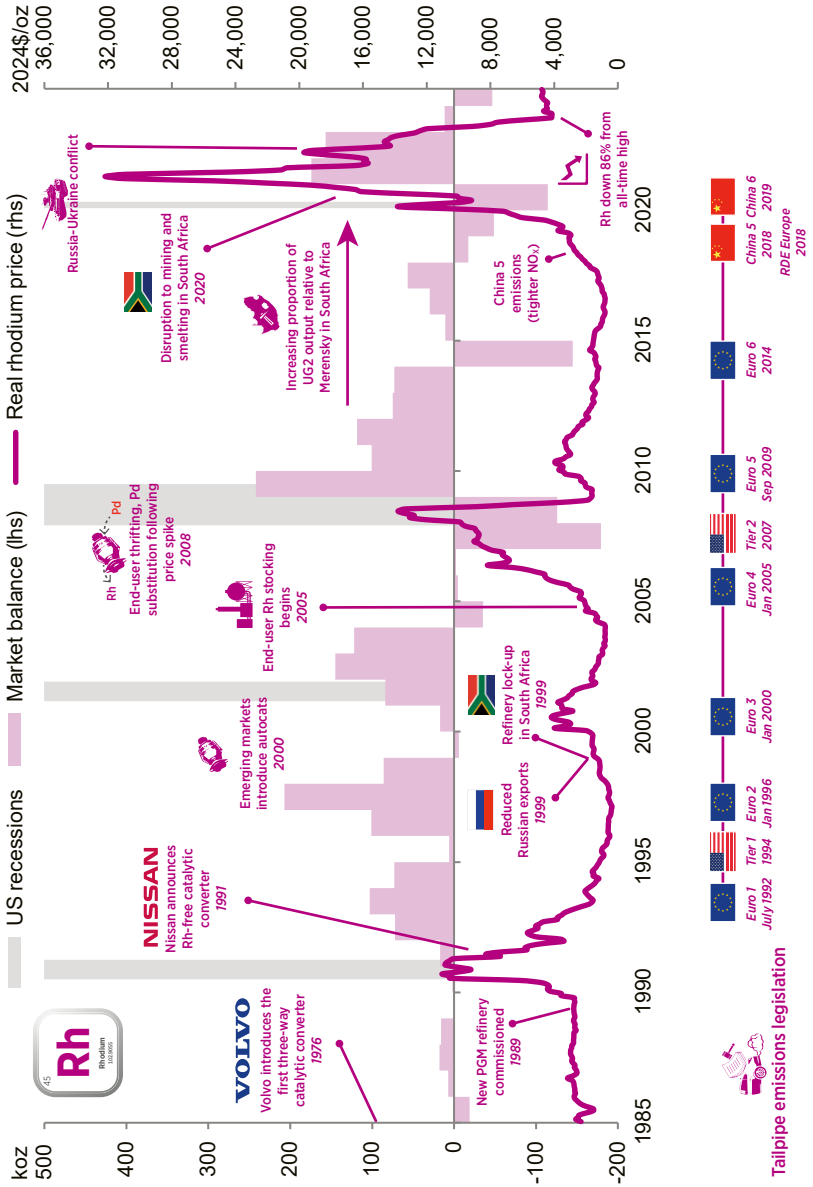 US recessions
Market balance (lhs)
Real rhodium price (rhs)
koz
500
400
300
200
100
0
-100
-200
2024$/oz
36,000
32,000
28,000
24,000
20,000
16,000
12,000
8,000
4,000
0
45
Rh
Rhodium
102.9055
VOLVO
Volvo introduces the
first three-way
catalytic converter
1976
New PGM refinery
commissioned
1989
NISSAN
Nissan announces
Rh-free catalytic
converter
1991
Emerging markets
introduce autocats
2000
Reduced
Russian exports
1999
Refinery lock-up
in South Africa
1999
End-user Rh stocking
begins
2005
Rh
Pd
End-user thrifting, Pd
substitution following
price spike
2008
Increasing proportion of
UG2 output relative to
Merensky in South Africa
Disruption to mining and
smelting in South Africa
2020
Russia-Ukraine conflict
China 5
emissions
(tighter NOₓ)
Rh down 86% from
all-time high
1985
1990
1995
2000
2005
2010
2015
2020
Tailpipe emissions legislation
Euro 1
July 1992
Tier 1
1994
Euro 2
Jan 1996
Euro 3
Jan 2000
Euro 4
Jan 2005
Tier 2
2007
Euro 5
Sep 2009
Euro 6
2014
China 5
2018
RDE Europe
2018
China 6
2019